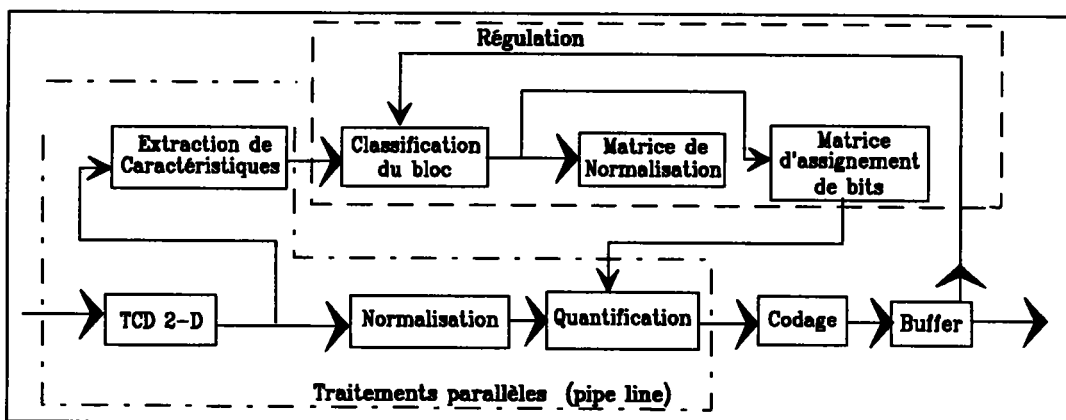 Régulation
Extraction de
Caractéristiques
Classification
du bloc
Matrice de
Normalisation
Matrice
d'assignement
de bits
TCD 2-D
Normalisation
Quantification
Codage
Buffer
Traitements parallèles (pipe line)